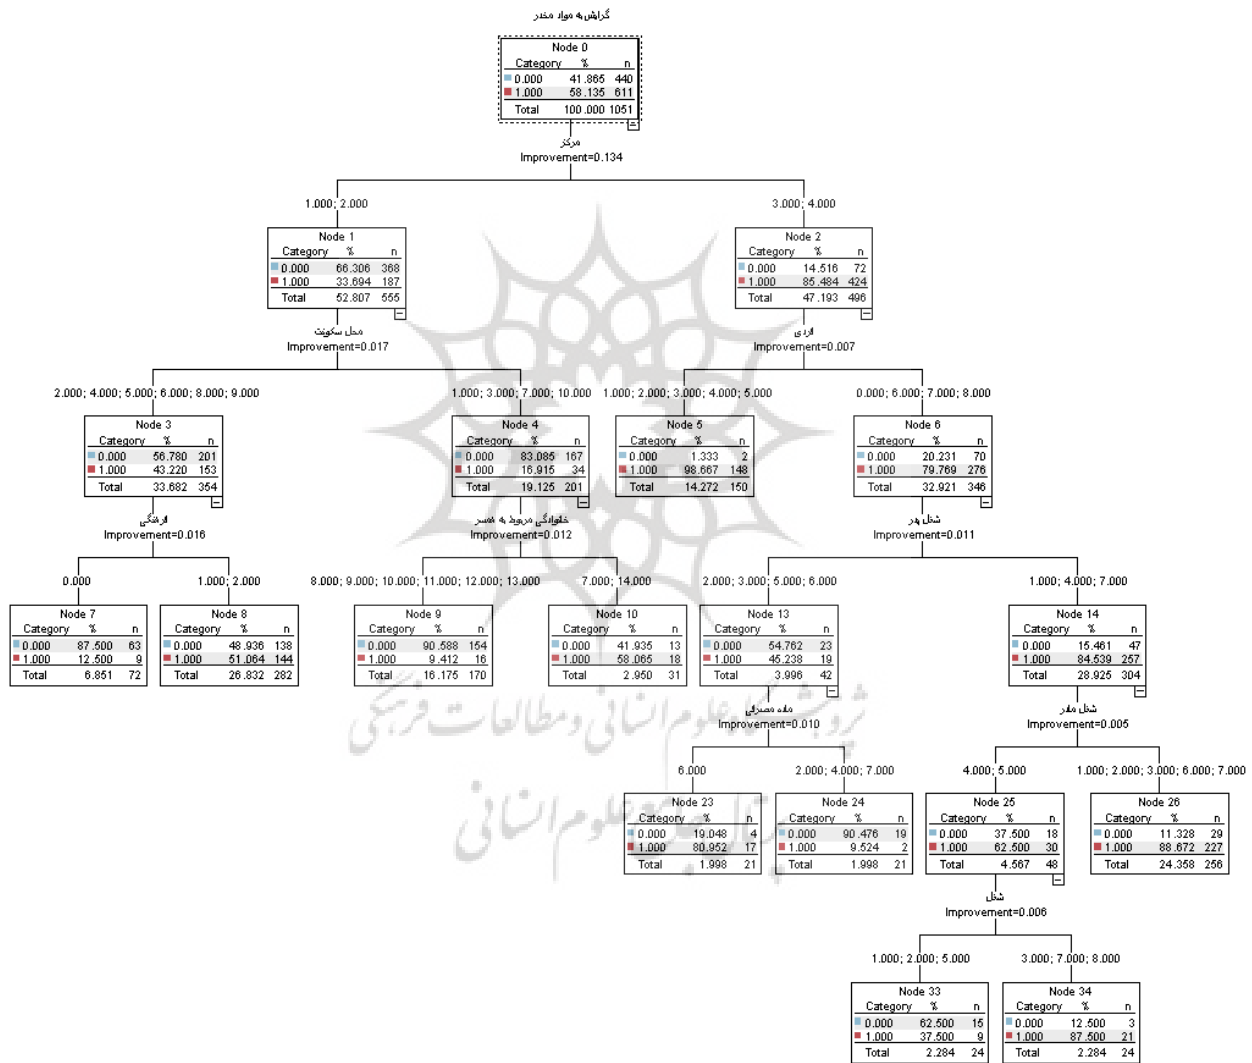 گرایش به مواد مخدر
Node 0
Category % n
0.000 41.865 440
1.000 58.135 611
Total 100.000 1051
مرکز
Improvement=0.134
1.000; 2.000
3.000; 4.000
Node 1
Category % n
0.000 66.306 368
1.000 33.694 187
Total 52.807 555
Node 2
Category % n
0.000 14.516 72
1.000 85.484 424
Total 47.193 496
محل سکونت
Improvement=0.017
فردی
Improvement=0.007
2.000; 4.000; 5.000; 6.000; 8.000; 9.000
1.000; 3.000; 7.000; 10.000
1.000; 2.000; 3.000; 4.000; 5.000
0.000; 6.000; 7.000; 8.000
Node 3
Category % n
0.000 56.780 201
1.000 43.220 153
Total 33.682 354
Node 4
Category % n
0.000 83.085 167
1.000 16.915 34
Total 19.125 201
Node 5
Category % n
0.000 1.333 2
1.000 98.667 148
Total 14.272 150
Node 6
Category % n
0.000 20.231 70
1.000 79.769 276
Total 32.921 346
فرهنگی
Improvement=0.016
خانوادگی مربوط به همسر
Improvement=0.012
شغل پدر
Improvement=0.011
0.000
1.000; 2.000
8.000; 9.000; 10.000; 11.000; 12.000; 13.000
7.000; 14.000
2.000; 3.000; 5.000; 6.000
1.000; 4.000; 7.000
Node 7
Category % n
0.000 87.500 63
1.000 12.500 9
Total 6.851 72
Node 8
Category % n
0.000 48.936 138
1.000 51.064 144
Total 26.832 282
Node 9
Category % n
0.000 90.588 154
1.000 9.412 16
Total 16.175 170
Node 10
Category % n
0.000 41.935 13
1.000 58.065 18
Total 2.950 31
Node 13
Category % n
0.000 54.762 23
1.000 45.238 19
Total 3.996 42
Node 14
Category % n
0.000 15.461 47
1.000 84.539 257
Total 28.925 304
پژوهشگاه علوم انسانی و مطالعات فرهنگی
ماده مصرفی
Improvement=0.010
شغل مادر
Improvement=0.005
6.000
2.000; 4.000; 7.000
4.000; 5.000
1.000; 2.000; 3.000; 6.000; 7.000
پرتال جامع علوم انسانی
Node 23
Category % n
0.000 19.048 4
1.000 80.952 17
Total 1.998 21
Node 24
Category % n
0.000 90.476 19
1.000 9.524 2
Total 1.998 21
Node 25
Category % n
0.000 37.500 18
1.000 62.500 30
Total 4.567 48
Node 26
Category % n
0.000 11.328 29
1.000 88.672 227
Total 24.358 256
شغل
Improvement=0.006
1.000; 2.000; 5.000
3.000; 7.000; 8.000
Node 33
Category % n
0.000 62.500 15
1.000 37.500 9
Total 2.284 24
Node 34
Category % n
0.000 12.500 3
1.000 87.500 21
Total 2.284 24